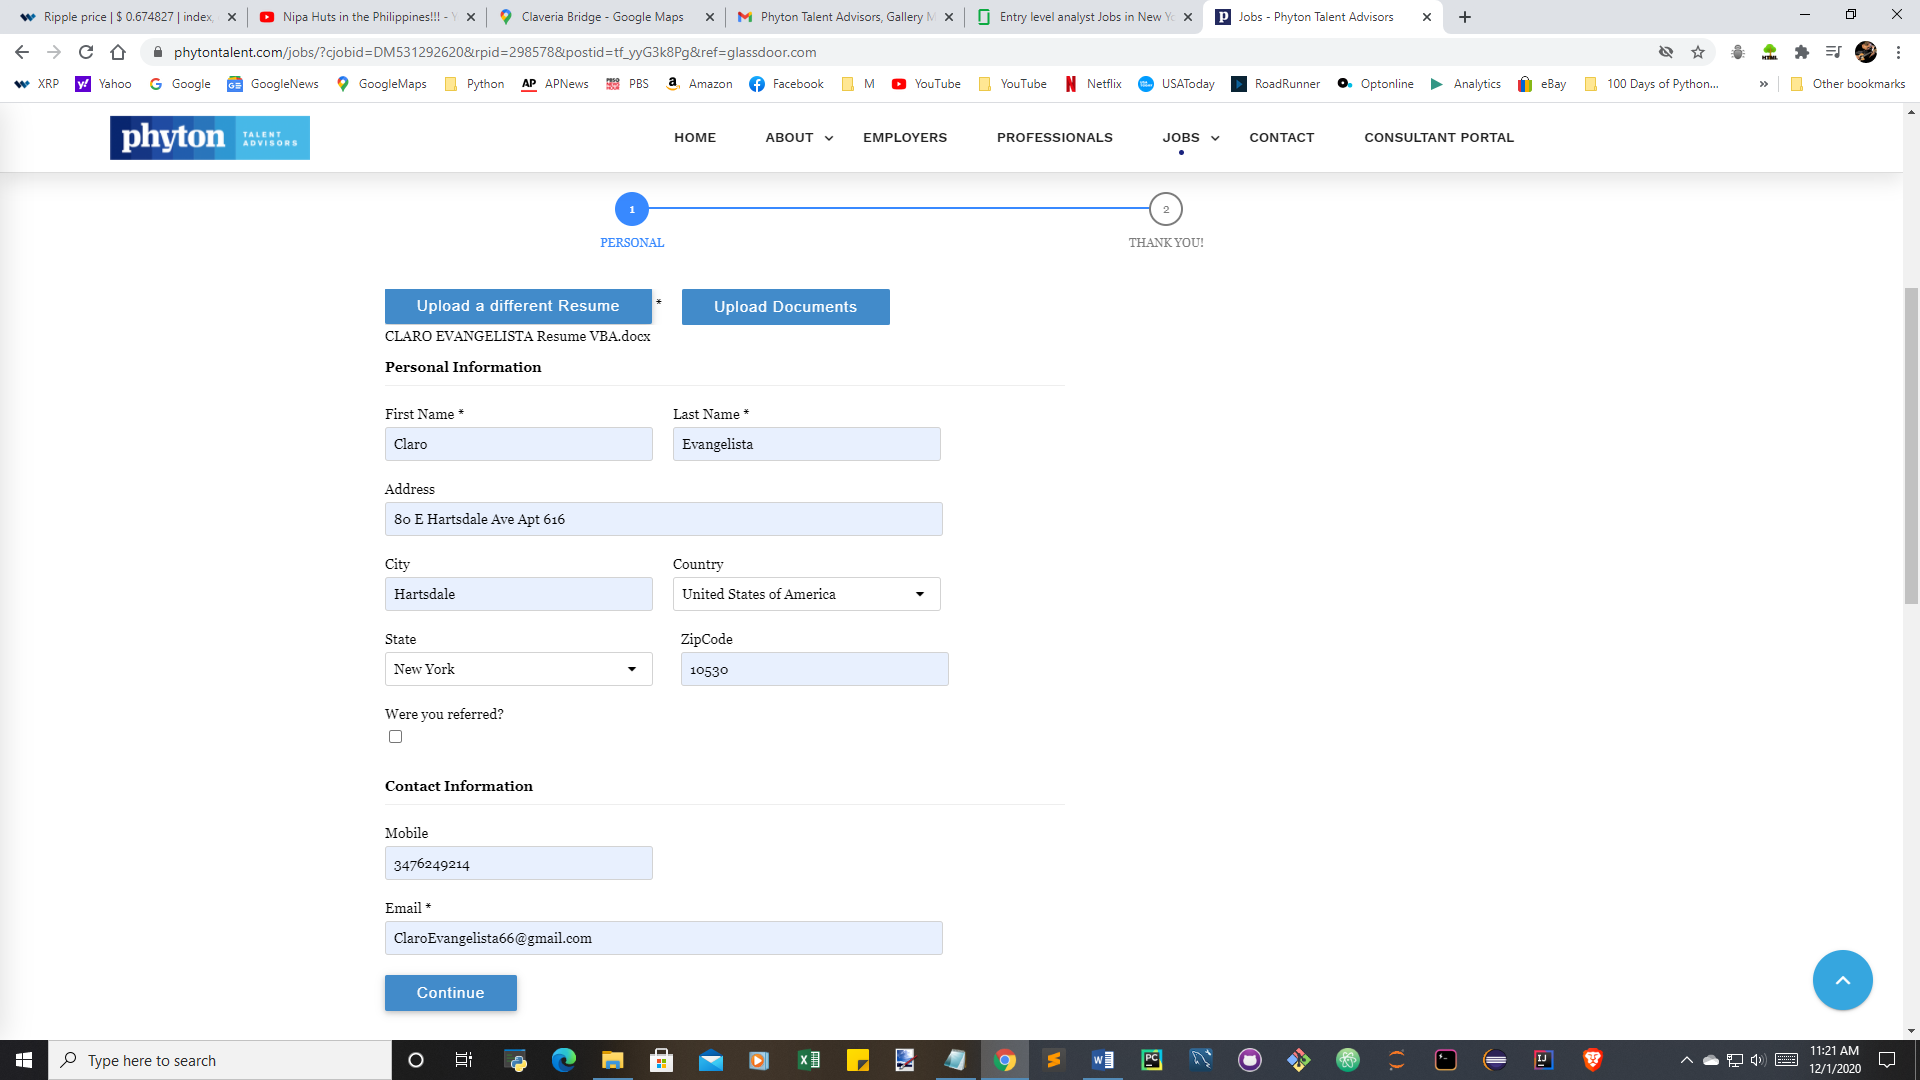 Ripple price | $ 0.674827 | index,
Nipa Huts in the Philippines!!! - Y
Claveria Bridge - Google Maps
Phyton Talent Advisors, Gallery M
Entry level analyst Jobs in New Yo
Jobs - Phyton Talent Advisors
phytontalent.com/jobs/?cjobid=DM531292620&rpid=298578&postid=tf_yyG3k8Pg&ref=glassdoor.com
XRP Yahoo Google GoogleNews GoogleMaps Python APNews PBS Amazon Facebook M YouTube YouTube Netflix USAToday RoadRunner Optonline Analytics eBay 100 Days of Python... » Other bookmarks
phyton TALENT ADVISORS
HOME ABOUT EMPLOYERS PROFESSIONALS JOBS CONTACT CONSULTANT PORTAL
1 2
PERSONAL THANK YOU!
Upload a different Resume * Upload Documents
CLARO EVANGELISTA Resume VBA.docx
Personal Information
First Name * Last Name *
Claro Evangelista
Address
80 E Hartsdale Ave Apt 616
City Country
Hartsdale United States of America
State ZipCode
New York 10530
Were you referred?
Contact Information
Mobile
3476249214
Email *
ClaroEvangelista66@gmail.com
Continue
Type here to search
11:21 AM
12/1/2020